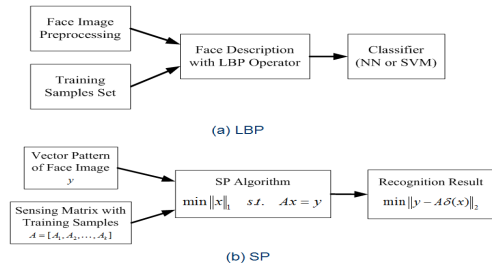 Face Image
Preprocessing
Training
Samples Set
Face Description
with LBP Operator
Classifier
(NN or SVM)
(a) LBP
Vector Pattern
of Face Image
y
Sensing Matrix with
Training Samples
A = [A₁, A₂, ..., Aₖ]
SP Algorithm
min ||x||₁ s.t. Ax = y
Recognition Result
min ||y − Aδ(x)||₂
(b) SP